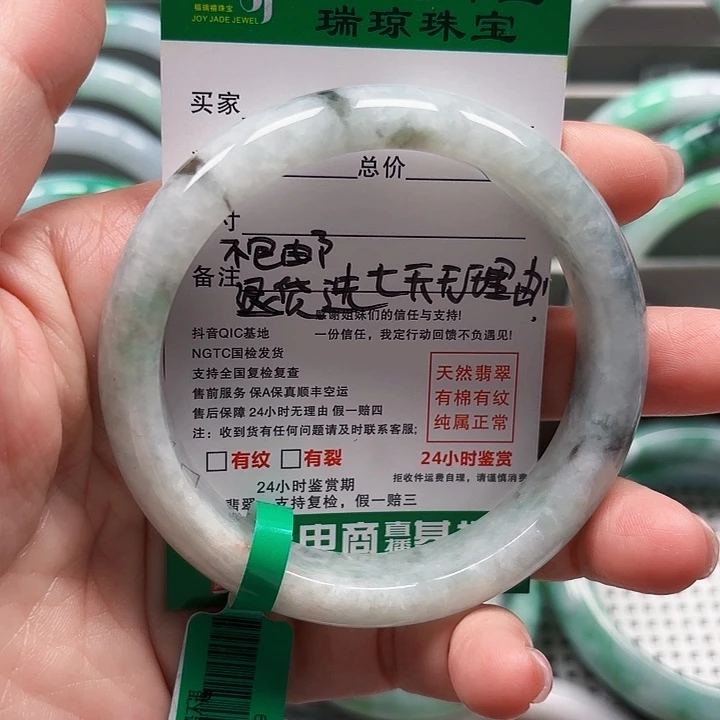 福瑞禧珠宝
JOY JADE JEWEL
瑞琼珠宝
买家
总价
寸
不包邮
备注 退货选七天无理由!
感谢姐妹们的信任与支持!
抖音QIC基地 一份信任，我定行动回馈不负遇见!
NGTC国检发货
支持全国复检复查
售前服务 保A保真顺丰空运
售后保障 24小时无理由 假一赔四
注：收到货有任何问题请及时联系客服;
天然翡翠
有棉有纹
纯属正常
有纹 有裂 24小时鉴赏
拒收件运费自理，请谨慎消费
24小时鉴赏期
翡翠 支持复检，假一赔三
电商直播基地